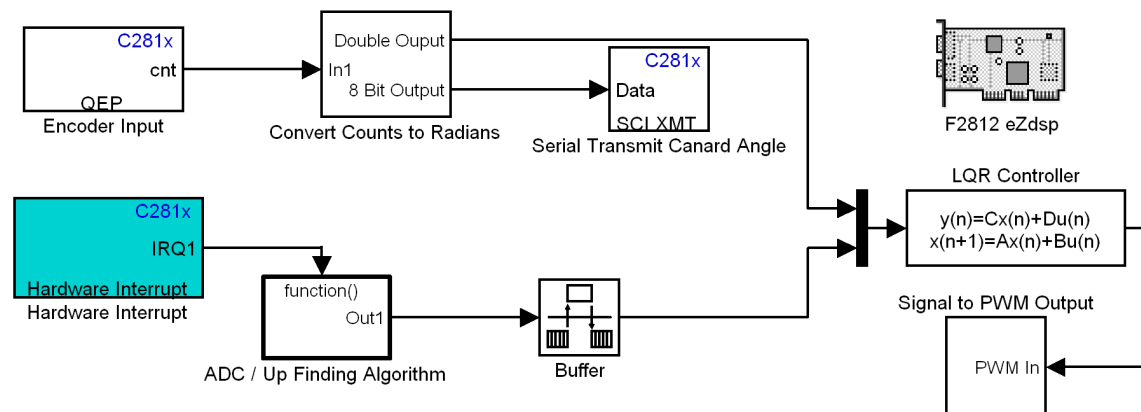 C281x
cnt
QEP
Encoder Input
Double Ouput
In1
8 Bit Output
Convert Counts to Radians
C281x
Data
SCI XMT
Serial Transmit Canard Angle
F2812 eZdsp
LQR Controller
y(n)=Cx(n)+Du(n)
x(n+1)=Ax(n)+Bu(n)
C281x
IRQ1
Hardware Interrupt
Hardware Interrupt
function()
Out1
ADC / Up Finding Algorithm
Buffer
Signal to PWM Output
PWM In